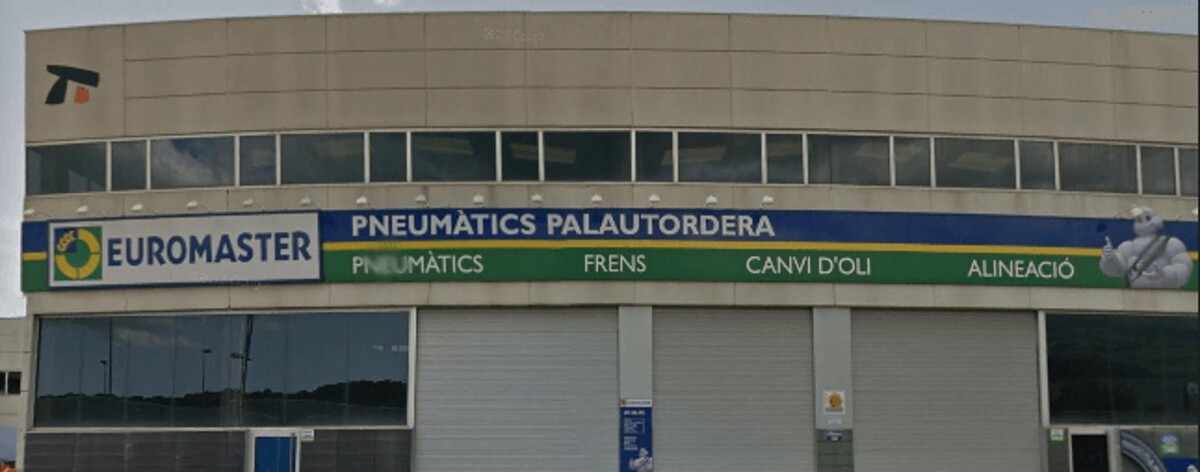 EUROMASTER
PNEUMÀTICS PALAUTORDERA
PNEUMÀTICS FRENS CANVI D'OLI ALINEACIÓ